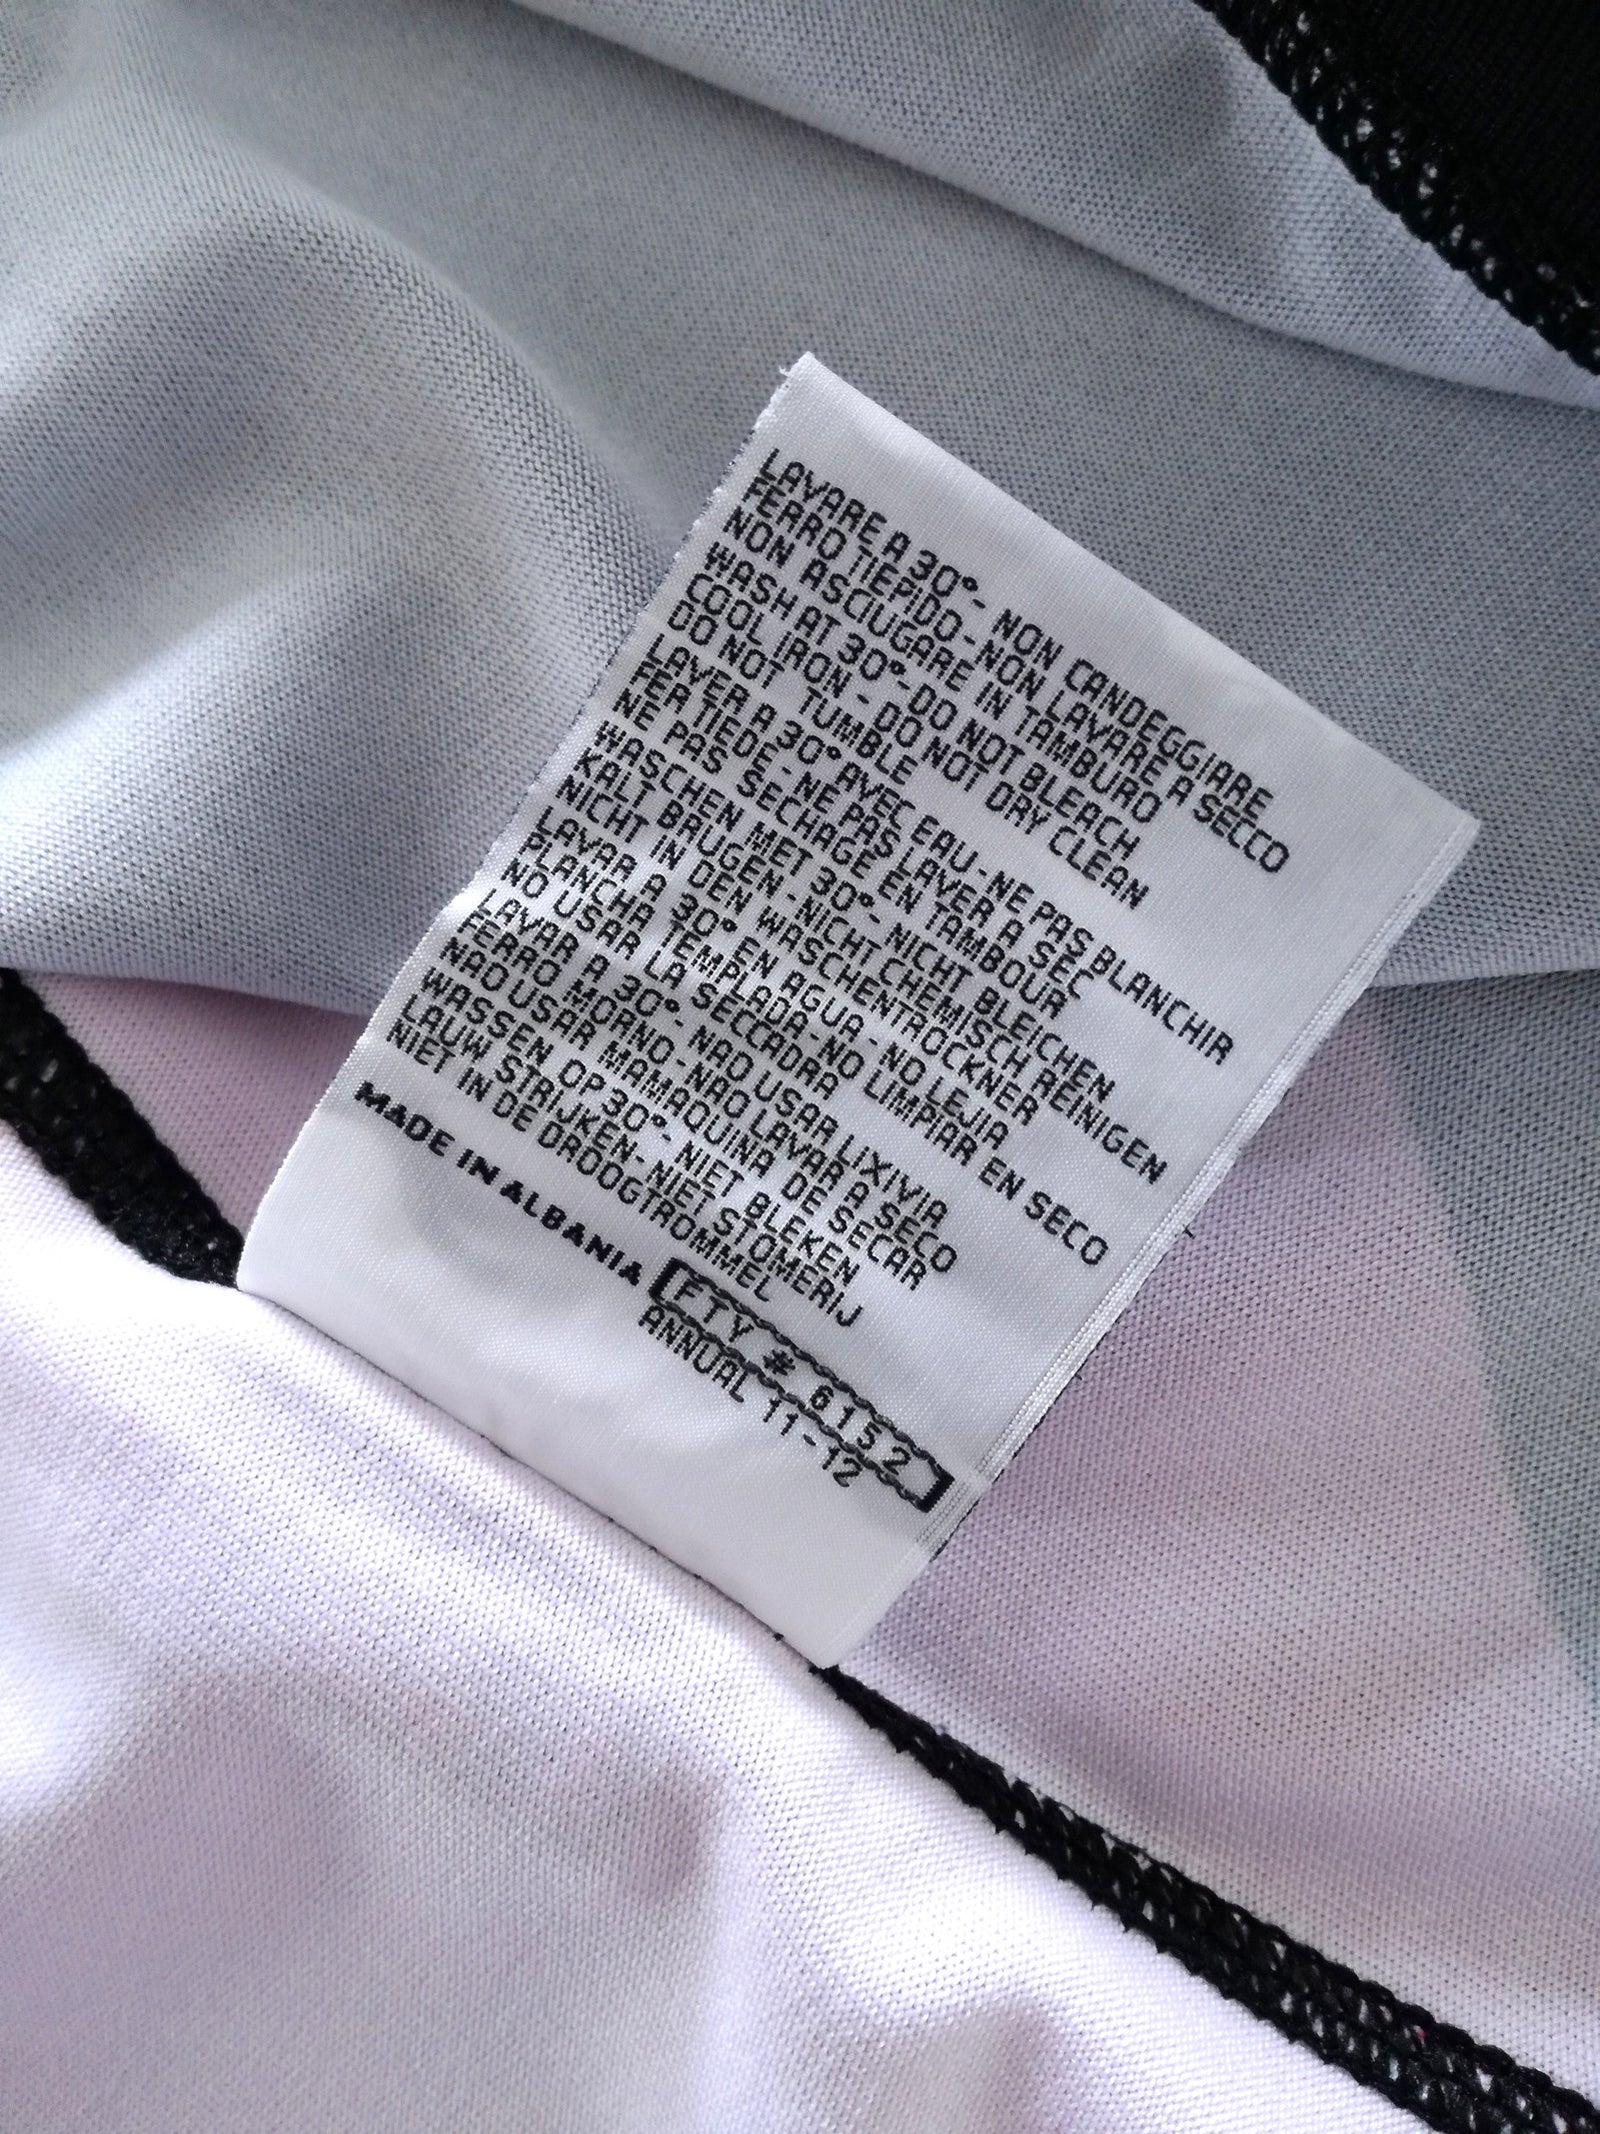 LAVARE A 30° - NON CANDEGGIARE
FERRO TIEPIDO - NON LAVARE A SECCO
NON ASCIUGARE IN TAMBURO
WASH AT 30° - DO NOT BLEACH
COOL IRON - DO NOT DRY CLEAN
DO NOT TUMBLE
LAVER A 30° AVEC EAU - NE PAS BLANCHIR
FER TIEDE - NE PAS LAVER A SEC
NE PAS SECHAGE EN TAMBOUR
WASCHEN MET 30° - NICHT BLEICHEN
KALT BRUGEN - NICHT CHEMISCH REINIGEN
NICHT IN DEN WASCHENTROCKNER
LAVAR A 30° EN AGUA - NO LEJIA
PLANCHA TEMPLADA - NO LIMPIAR EN SECO
NO USAR LA SECCADRA
LAVAR A 30° - NAO USAR LIXIVIA
FERRO MORNO - NAO LAVAR A SECO
NAO USAR MAMAQUINA DE SECAR
WASSEN OP 30° - NIET BLEKEN
LAUW STRIJKEN - NIET STOMERIJ
NIET IN DE DROOGTROMMEL
MADE IN ALBANIA FTY # 6152
ANNUAL 11-12